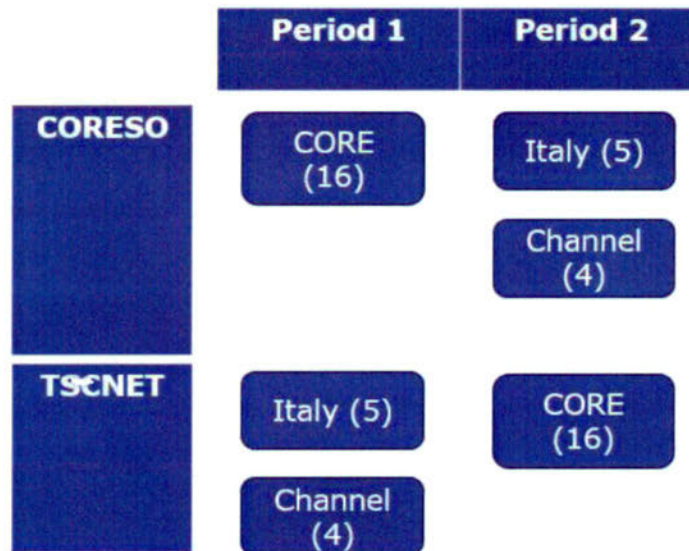 Period 1
Period 2
CORESO
CORE
(16)
Italy (5)
Channel
(4)
TSCNET
Italy (5)
CORE
(16)
Channel
(4)